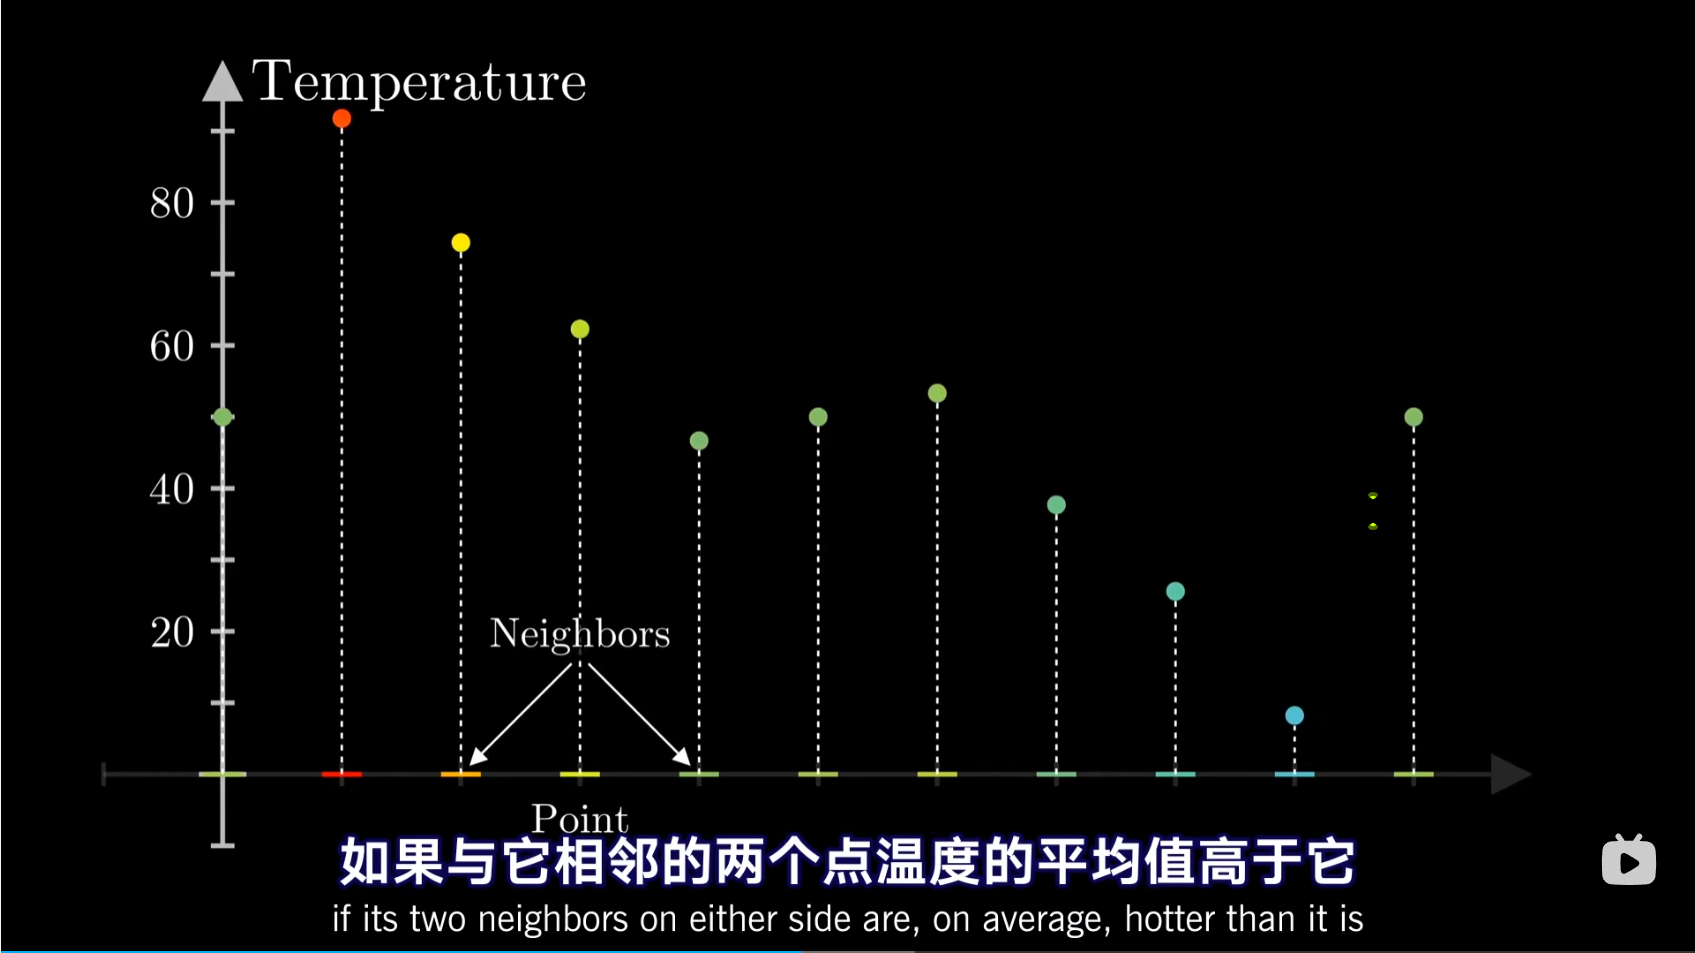 Temperature
80
60
40
20
Neighbors
Point
如果与它相邻的两个点温度的平均值高于它
if its two neighbors on either side are, on average, hotter than it is